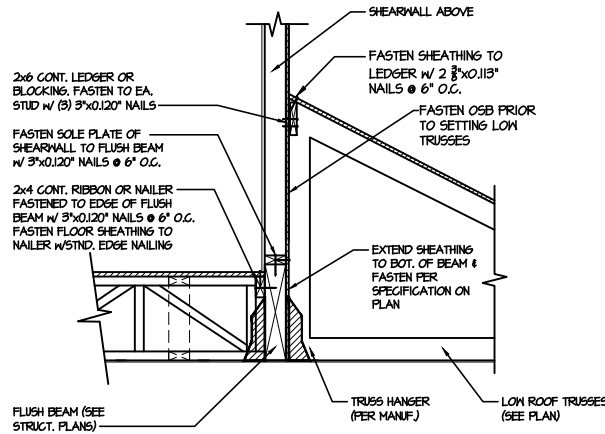 SHEARWALL ABOVE
2x6 CONT. LEDGER OR
BLOCKING. FASTEN TO EA.
STUD w/ (3) 3"x0.120" NAILS
FASTEN SHEATHING TO
LEDGER w/ 2 3/8"x0.113"
NAILS @ 6" O.C.
FASTEN SOLE PLATE OF
SHEARWALL TO FLUSH BEAM
w/ 3"x0.120" NAILS @ 6" O.C.
FASTEN OSB PRIOR
TO SETTING LOW
TRUSSES
2x4 CONT. RIBBON OR NAILER
FASTENED TO EDGE OF FLUSH
BEAM w/ 3"x0.120" NAILS @ 6" O.C.
FASTEN FLOOR SHEATHING TO
NAILER w/STND. EDGE NAILING
EXTEND SHEATHING
TO BOT. OF BEAM &
FASTEN PER
SPECIFICATION ON
PLAN
FLUSH BEAM (SEE
STRUCT. PLANS)
TRUSS HANGER
(PER MANUF.)
LOW ROOF TRUSSES
(SEE PLAN)